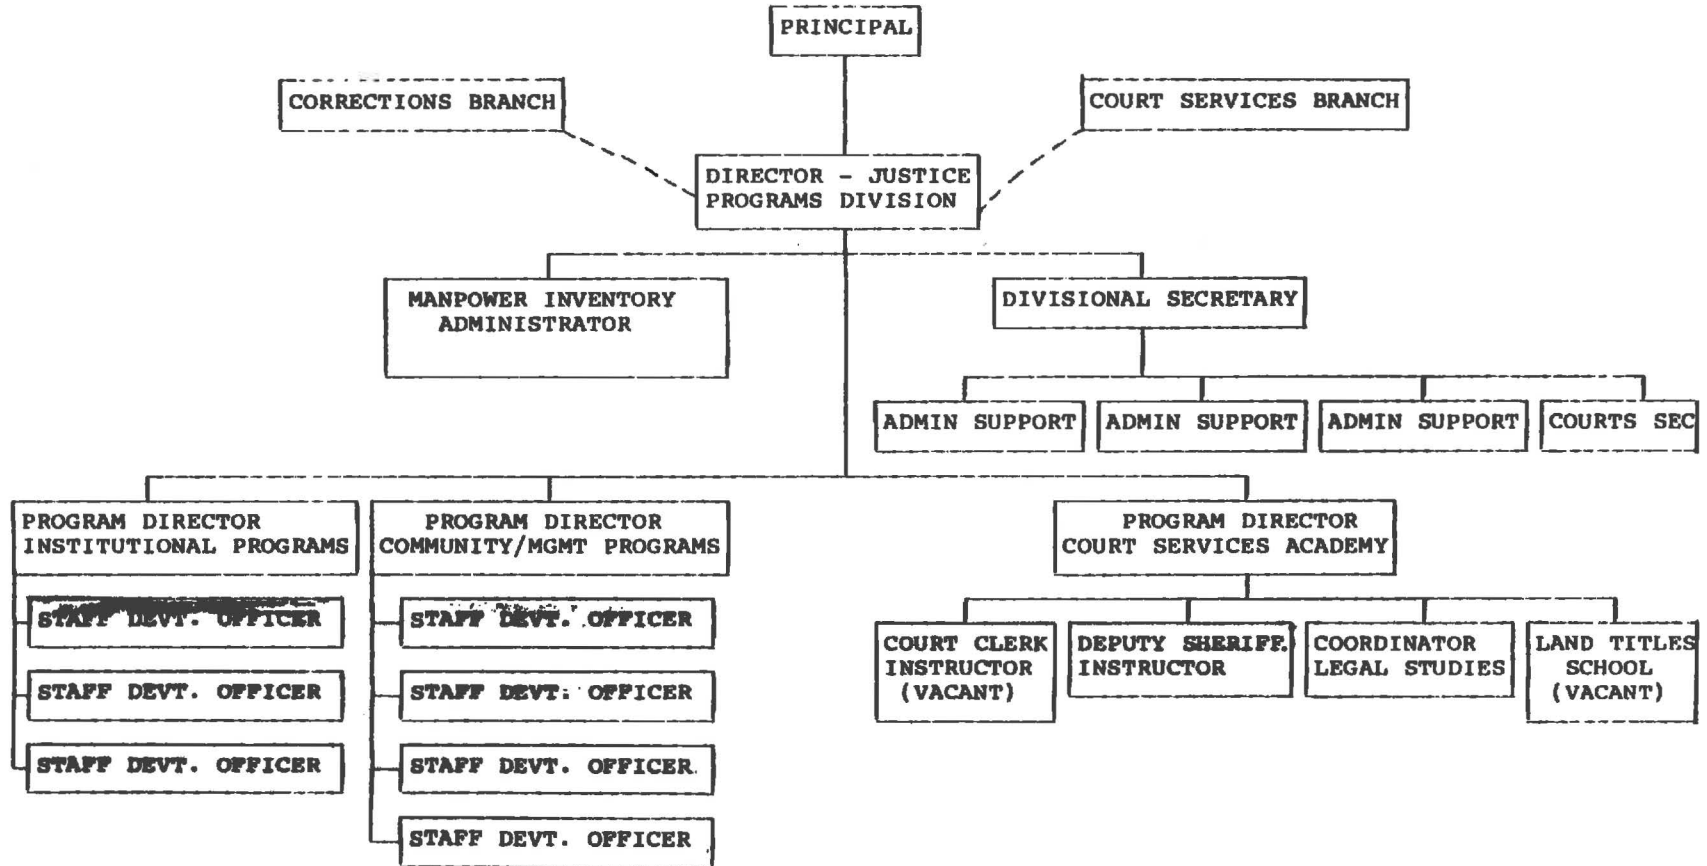 PRINCIPAL
CORRECTIONS BRANCH
COURT SERVICES BRANCH
DIRECTOR - JUSTICE
PROGRAMS DIVISION
MANPOWER INVENTORY
ADMINISTRATOR
DIVISIONAL SECRETARY
ADMIN SUPPORT
ADMIN SUPPORT
ADMIN SUPPORT
COURTS SEC
PROGRAM DIRECTOR
INSTITUTIONAL PROGRAMS
PROGRAM DIRECTOR
COMMUNITY/MGMT PROGRAMS
PROGRAM DIRECTOR
COURT SERVICES ACADEMY
STAFF DEVT. OFFICER
STAFF DEVT. OFFICER
STAFF DEVT. OFFICER
STAFF DEVT. OFFICER
STAFF DEVT. OFFICER
STAFF DEVT. OFFICER
STAFF DEVT. OFFICER
COURT CLERK
INSTRUCTOR
(VACANT)
DEPUTY SHERIFF
INSTRUCTOR
COORDINATOR
LEGAL STUDIES
LAND TITLES
SCHOOL
(VACANT)